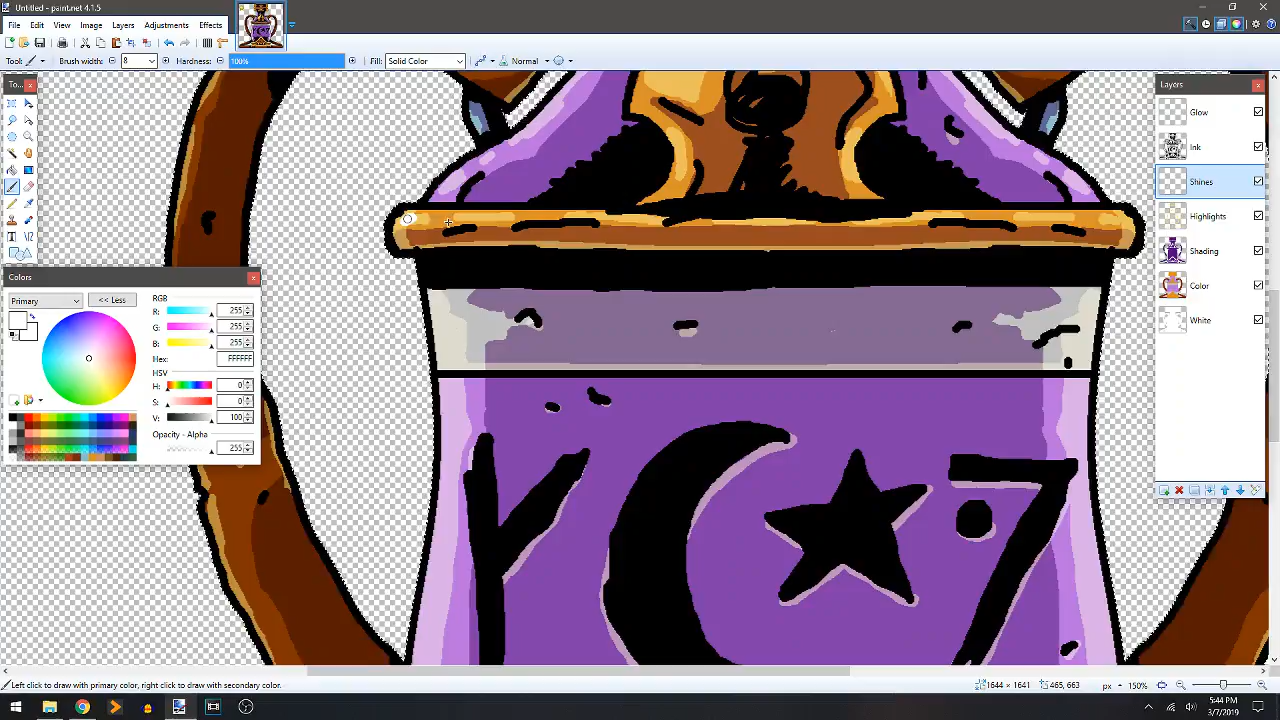 Untitled - paint.net 4.1.5
File Edit View Image Layers Adjustments Effects
Tool: Brush width: 8 Hardness: 100% Fill: Solid Color Normal
To...
Layers
Glow
Ink
Shines
Highlights
Shading
Color
White
Colors
Primary << Less RGB
R: 255
G: 255
B: 255
Hex: FFFFFF
HSV
H: 0
S: 0
V: 100
Opacity - Alpha
255
Left click to draw with primary color, right click to draw with secondary color. 1644 × 1641 465, 663 px 150%
5:44 PM
3/7/2019